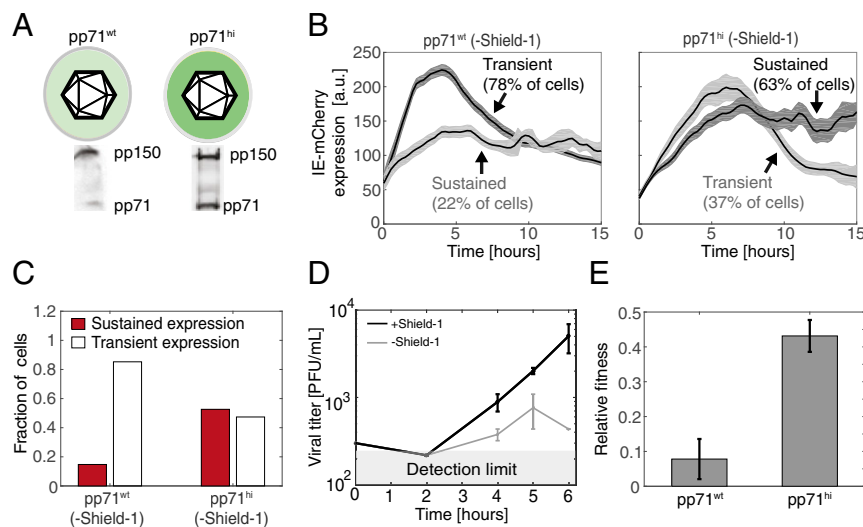 A
pp71wt
pp71hi
pp150
pp150
pp71
pp71
B
pp71wt (-Shield-1)
pp71hi (-Shield-1)
IE-mCherry
expression [a.u.]
250
200
150
100
50
0
Transient
(78% of cells)
Sustained
(22% of cells)
0
5
10
15
Time [hours]
Sustained
(63% of cells)
Transient
(37% of cells)
0
5
10
15
Time [hours]
C
Fraction of cells
1.2
1
0.8
0.6
0.4
0.2
0
Sustained expression
Transient expression
pp71wt
(-Shield-1)
pp71hi
(-Shield-1)
D
Viral titer [PFU/mL]
10^4
10^3
10^2
+Shield-1
-Shield-1
Detection limit
0
1
2
3
4
5
6
Time [hours]
E
Relative fitness
0.5
0.4
0.3
0.2
0.1
0
pp71wt
pp71hi